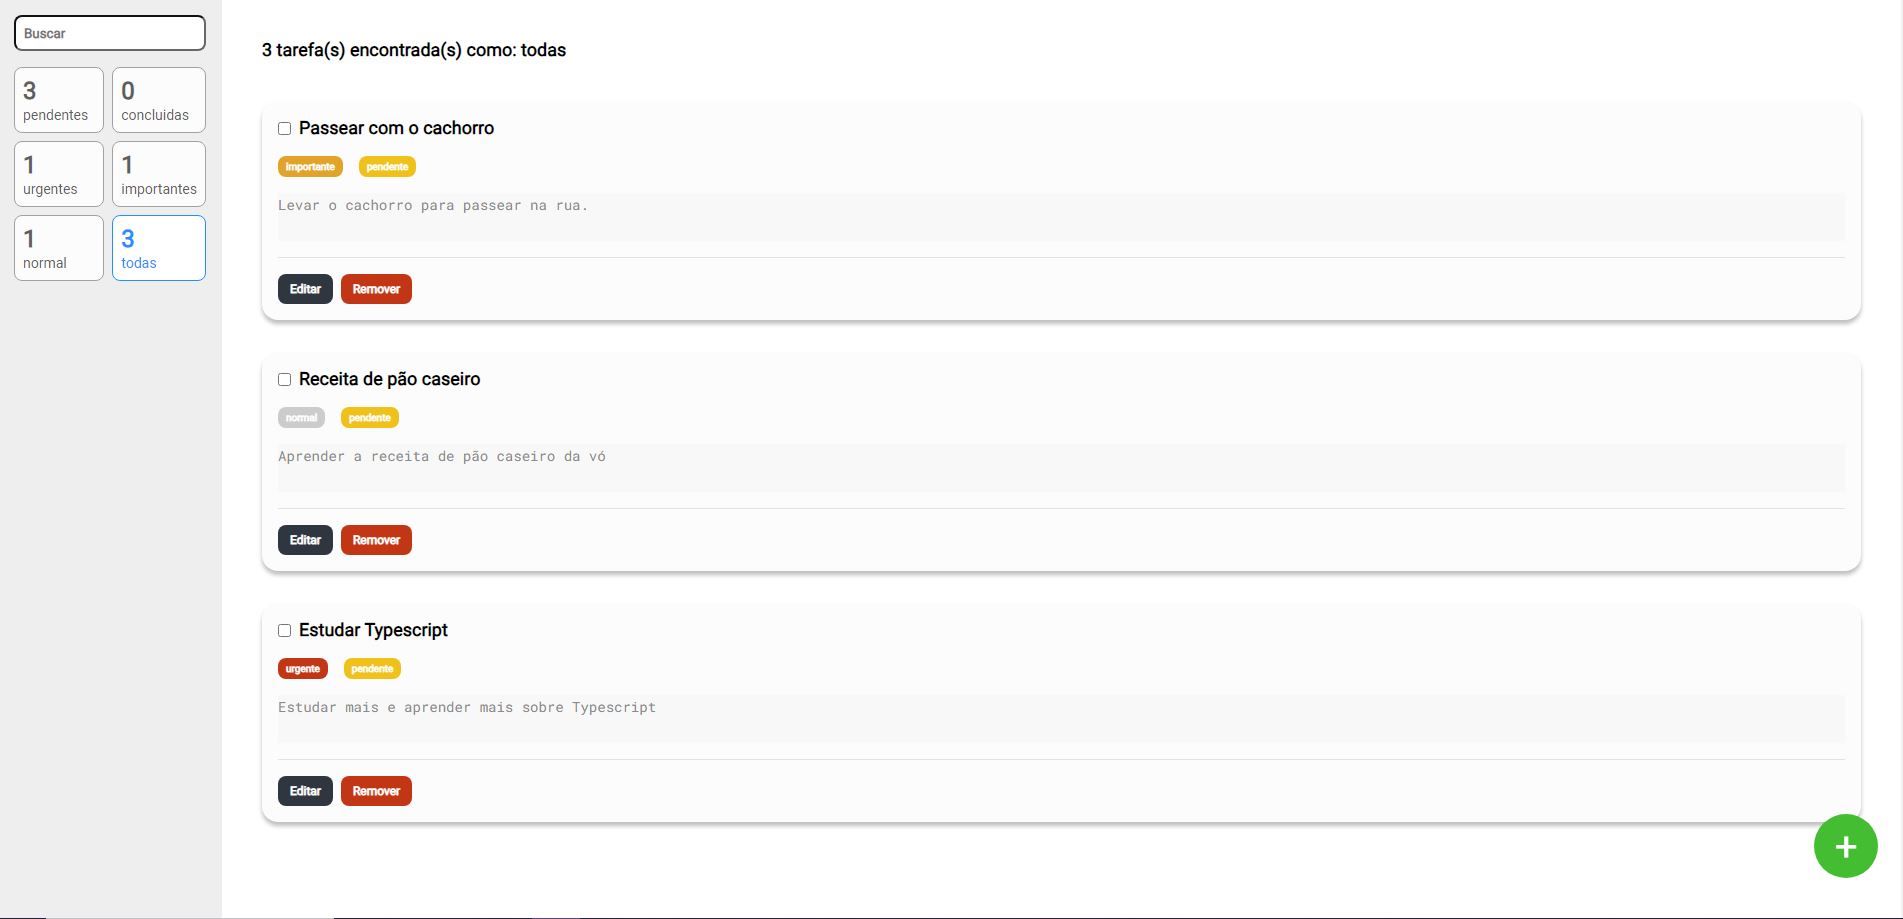 Buscar
3
pendentes
0
concluidas
1
urgentes
1
importantes
1
normal
3
todas
3 tarefa(s) encontrada(s) como: todas
Passear com o cachorro
importante pendente
Levar o cachorro para passear na rua.
Editar Remover
Receita de pão caseiro
normal pendente
Aprender a receita de pão caseiro da vó
Editar Remover
Estudar Typescript
urgente pendente
Estudar mais e aprender mais sobre Typescript
Editar Remover
+